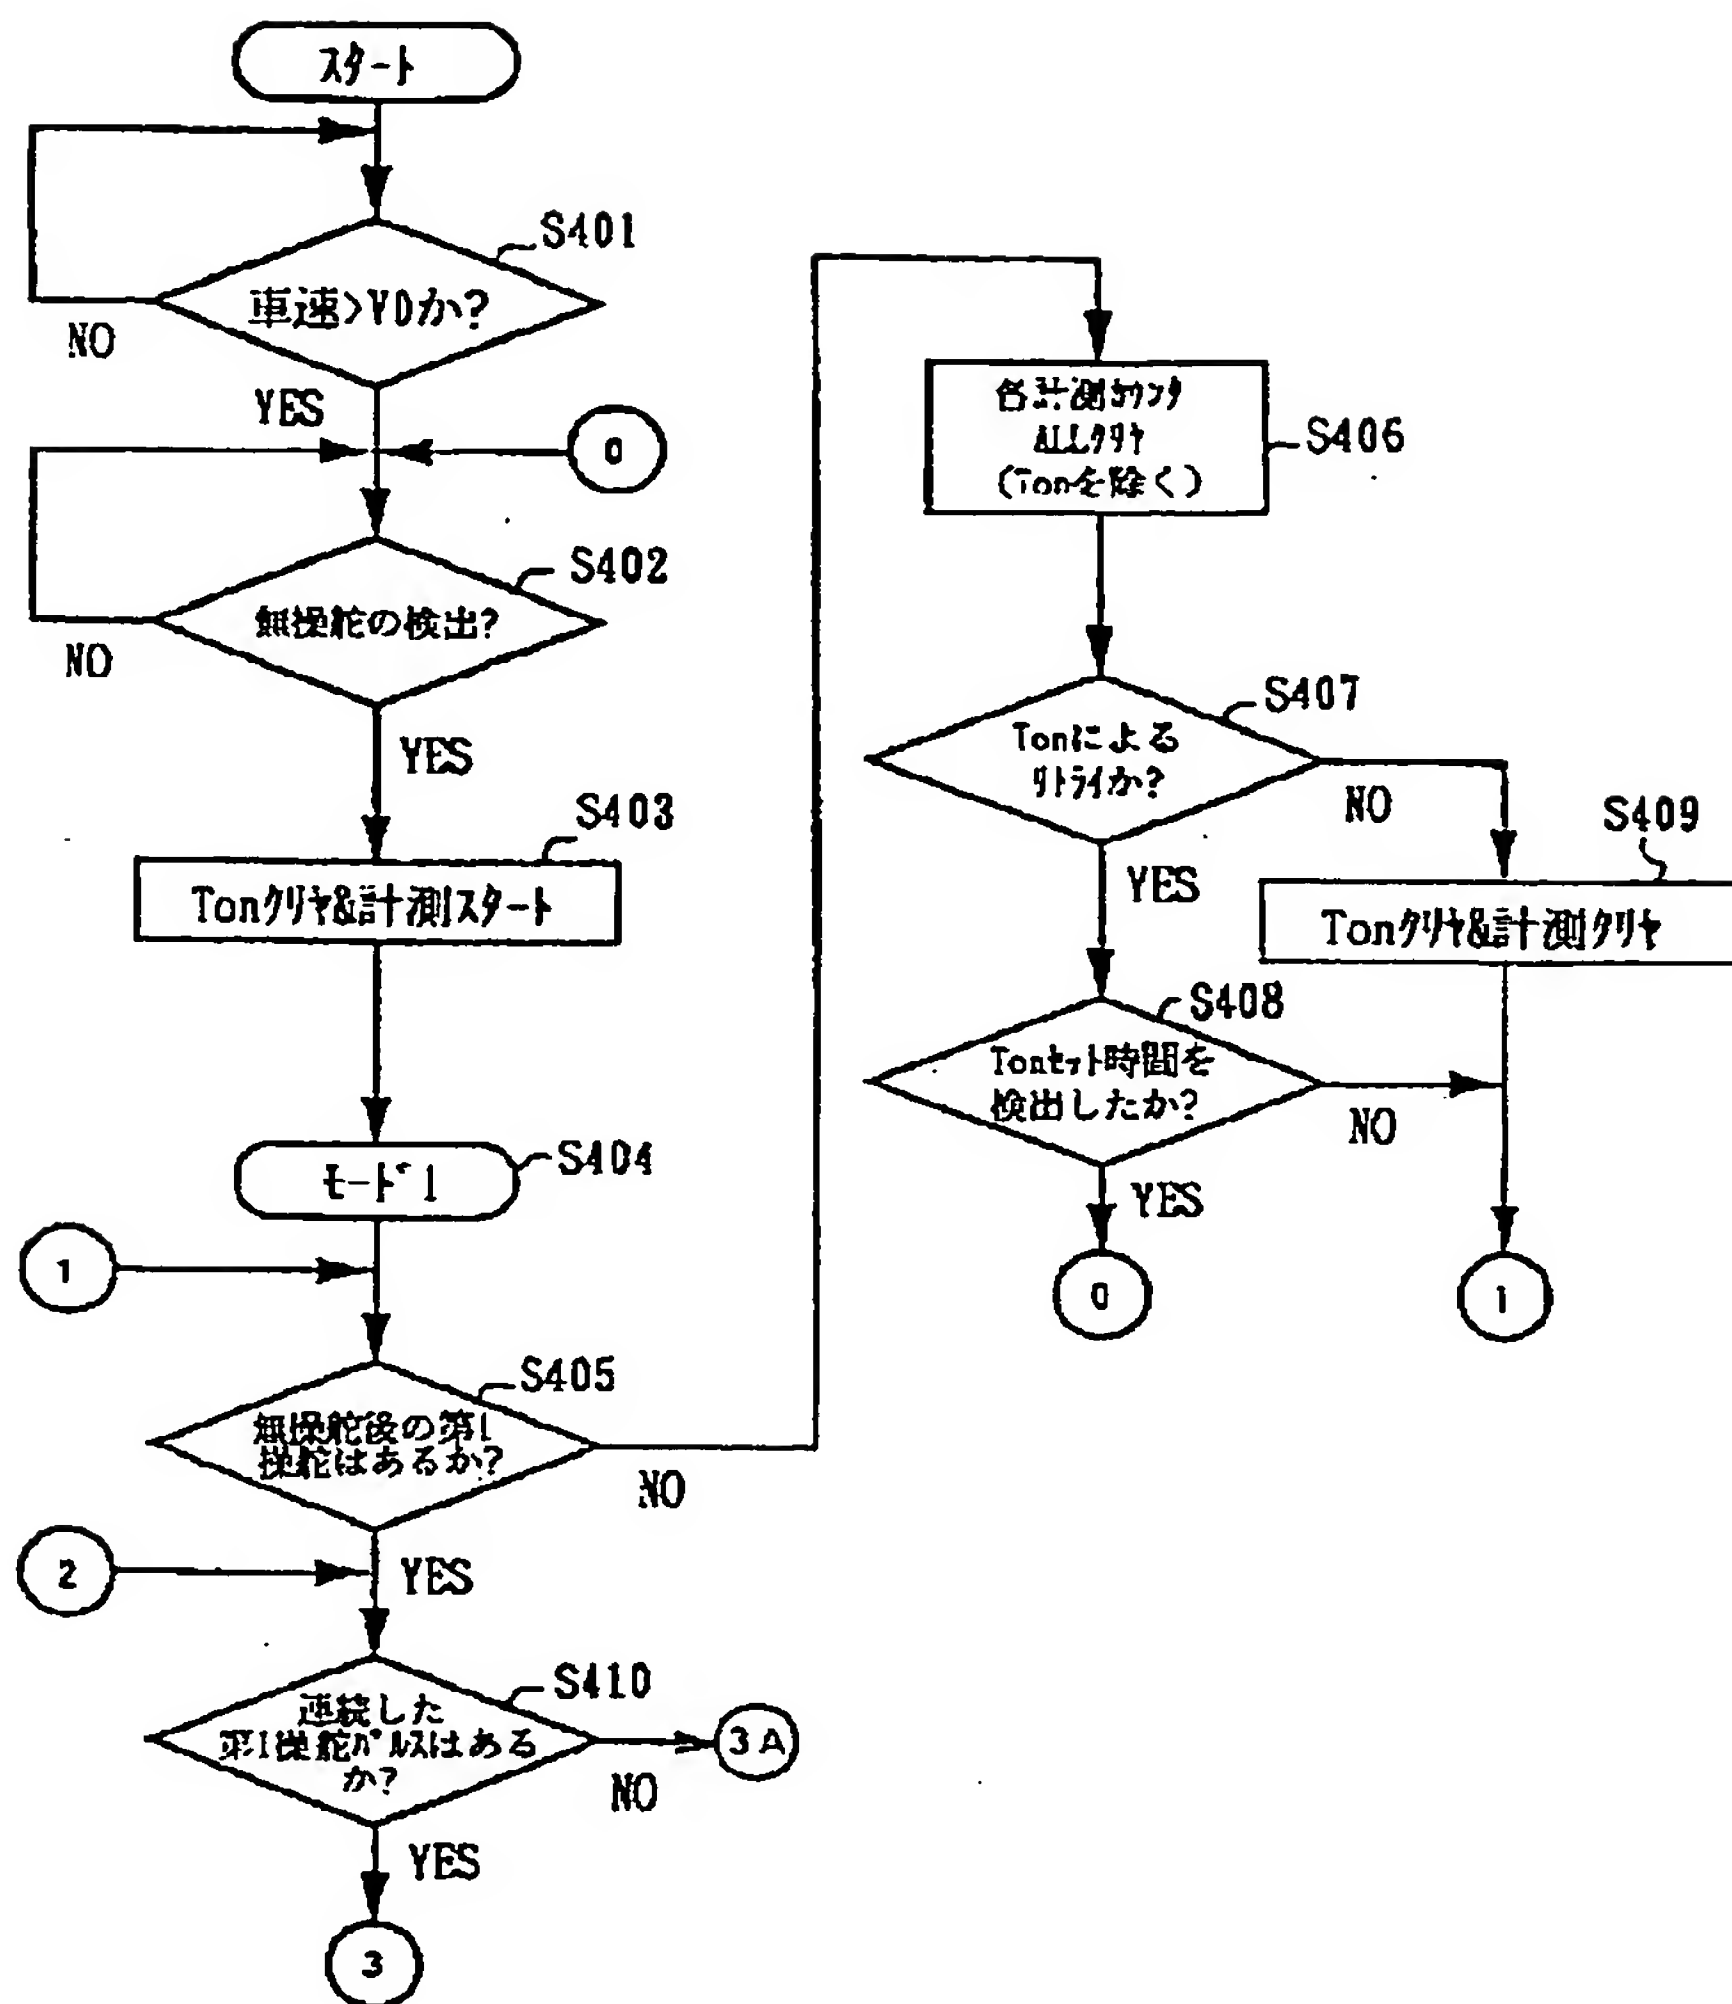 スタート
S401
車速>VDか?
NO
YES
0
S402
無操舵の検出?
NO
YES
S403
Tonクリヤ&計測スタート
モード1
S404
1
S405
無操舵後の第1
操舵はあるか?
NO
2
YES
S410
連続した
第1操舵パルスはある
か?
3A
NO
YES
3
各計測カウンタ
ALLクリヤ
(Tonを除く)
S406
S407
Tonによる
リトライか?
NO
YES
S409
Tonクリヤ&計測クリヤ
S408
Tonセット時間を
検出したか?
NO
YES
0
1